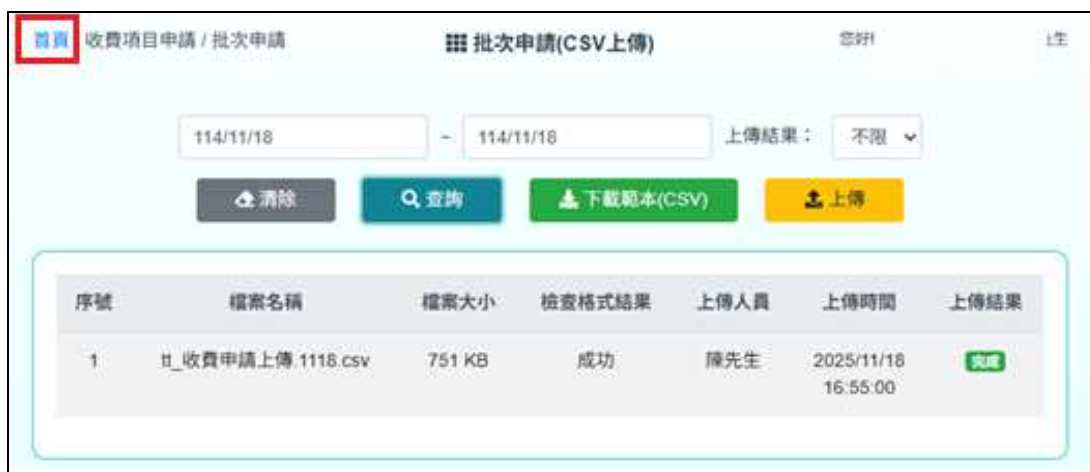 首頁 收費項目申請 / 批次申請 批次申請(CSV上傳) 您好!
114/11/18 ~ 114/11/18 上傳結果： 不限
清除 查詢 下載範本(CSV) 上傳
序號 檔案名稱 檔案大小 檢查格式結果 上傳人員 上傳時間 上傳結果
1 tt_收費申請上傳.1118.csv 751 KB 成功 陳先生 2025/11/18 完成
16:55:00